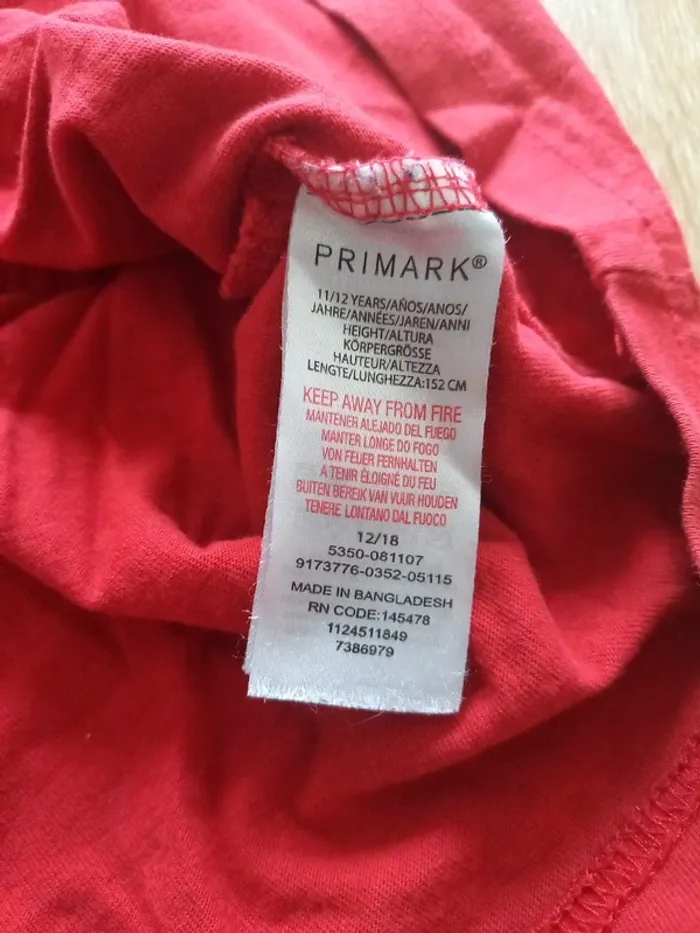 PRIMARK®
11/12 YEARS/AÑOS/ANOS/
JAHRE/ANNÉES/JAREN/ANNI
HEIGHT/ALTURA
KÖRPERGRÖSSE
HAUTEUR/ALTEZZA
LENGTE/LUNGHEZZA:152 CM
KEEP AWAY FROM FIRE
MANTENER ALEJADO DEL FUEGO
MANTER LONGE DO FOGO
VON FEUER FERNHALTEN
A TENIR ÉLOIGNÉ DU FEU
BUITEN BEREIK VAN VUUR HOUDEN
TENERE LONTANO DAL FUOCO
12/18
5350-081107
9173776-0352-05115
MADE IN BANGLADESH
RN CODE:145478
1124511849
7386979